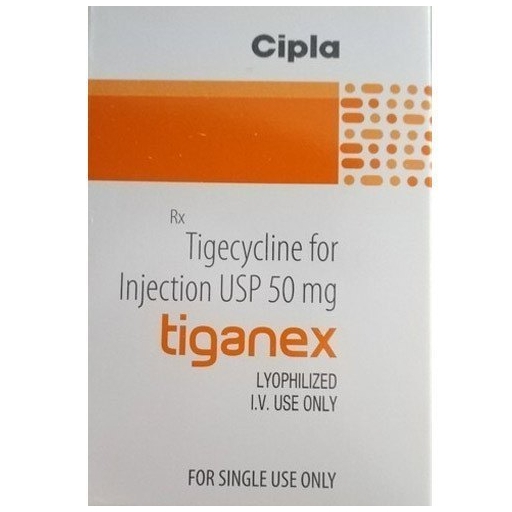 Cipla
Rx
Tigecycline for
Injection USP 50 mg
tiganex
LYOPHILIZED
I.V. USE ONLY
FOR SINGLE USE ONLY